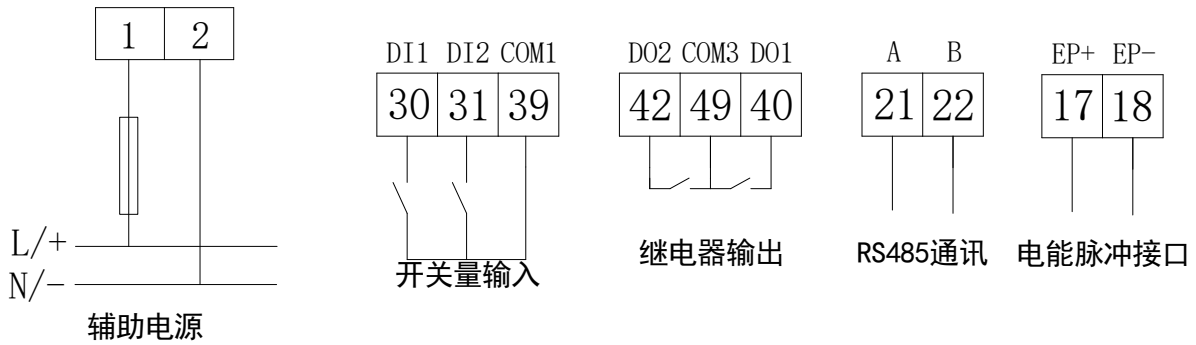 1 2
L/+
N/-
辅助电源
DI1 DI2 COM1
30 31 39
开关量输入
DO2 COM3 DO1
42 49 40
继电器输出
A B
21 22
RS485通讯
EP+ EP-
17 18
电能脉冲接口